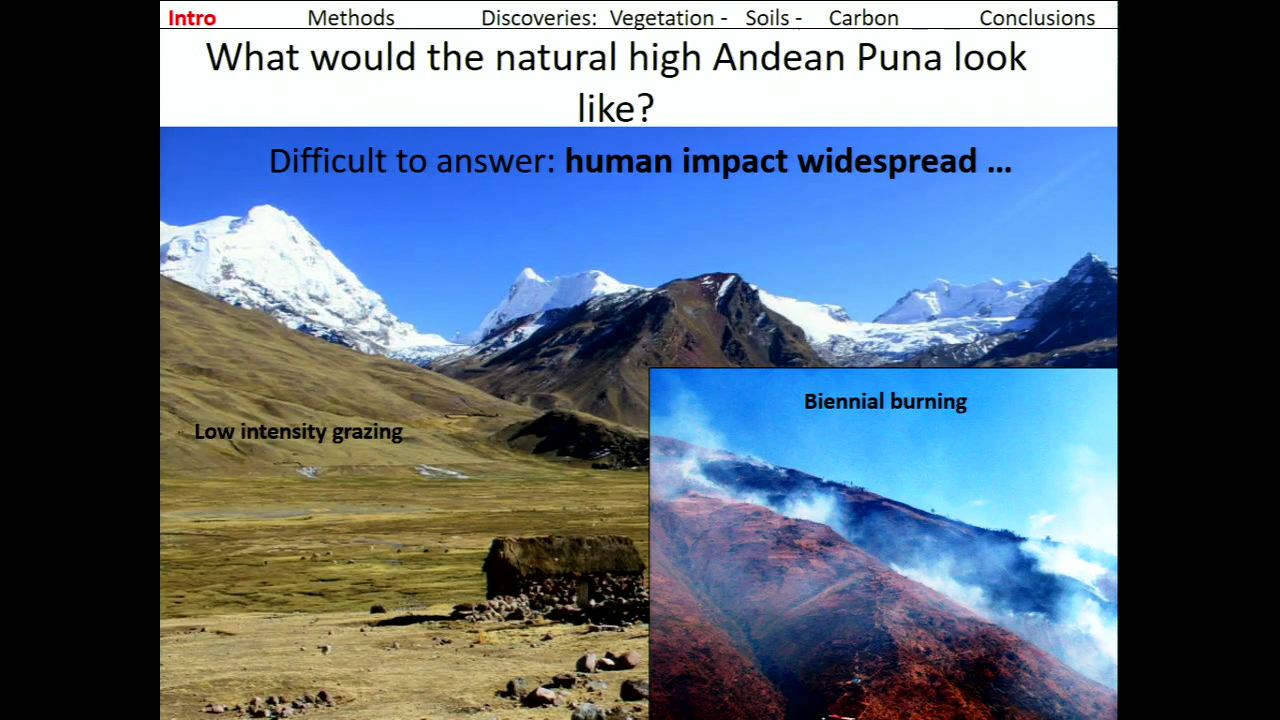 Intro Methods Discoveries: Vegetation - Soils - Carbon Conclusions
What would the natural high Andean Puna look
like?
Difficult to answer: human impact widespread ...
Biennial burning
Low intensity grazing